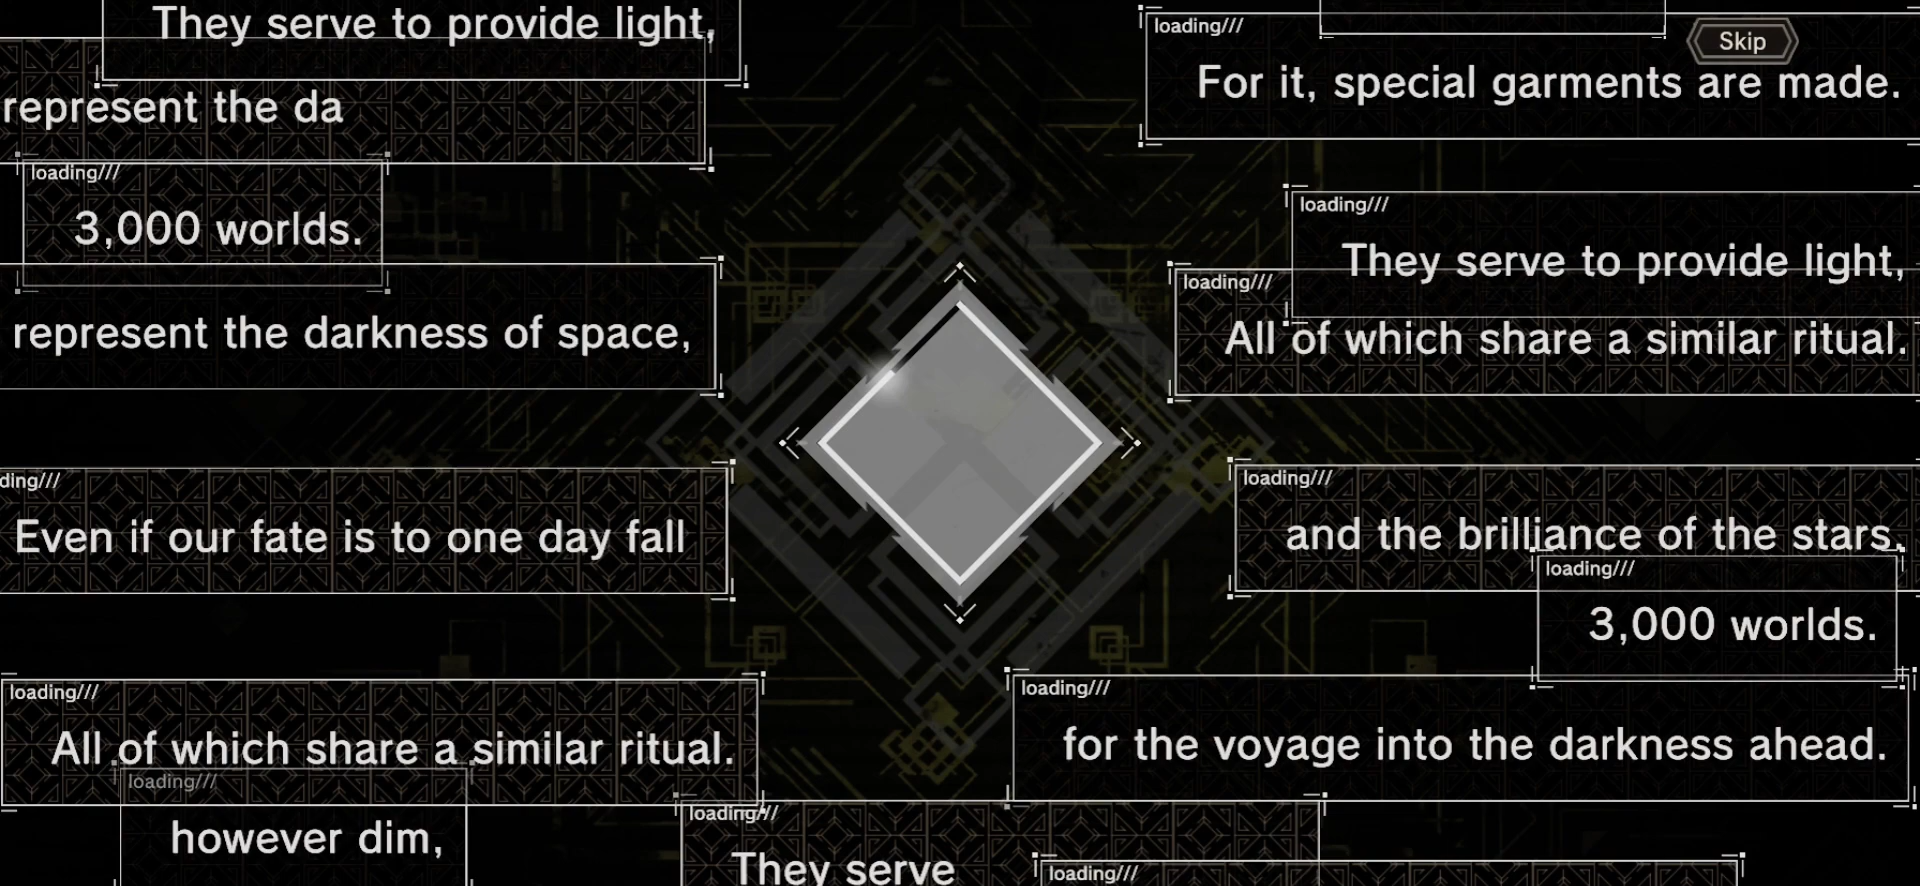 They serve to provide light,
represent the da
loading///
3,000 worlds.
represent the darkness of space,
ding///
Even if our fate is to one day fall
loading///
All of which share a similar ritual.
loading///
however dim,
loading///
They serve
loading///
loading///
Skip
For it, special garments are made.
loading///
They serve to provide light,
loading///
All of which share a similar ritual.
loading///
and the brilliance of the stars.
loading///
3,000 worlds.
loading///
for the voyage into the darkness ahead.